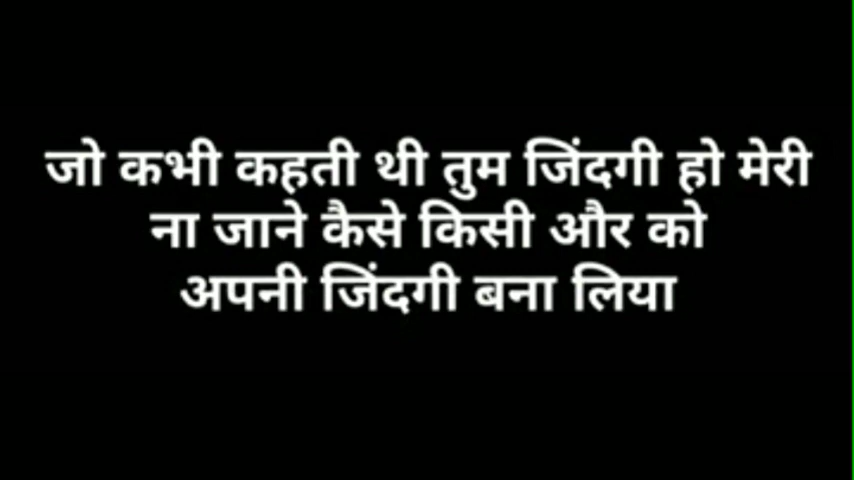 जो कभी कहती थी तुम जिंदगी हो मेरी
ना जाने कैसे किसी और को
अपनी जिंदगी बना लिया